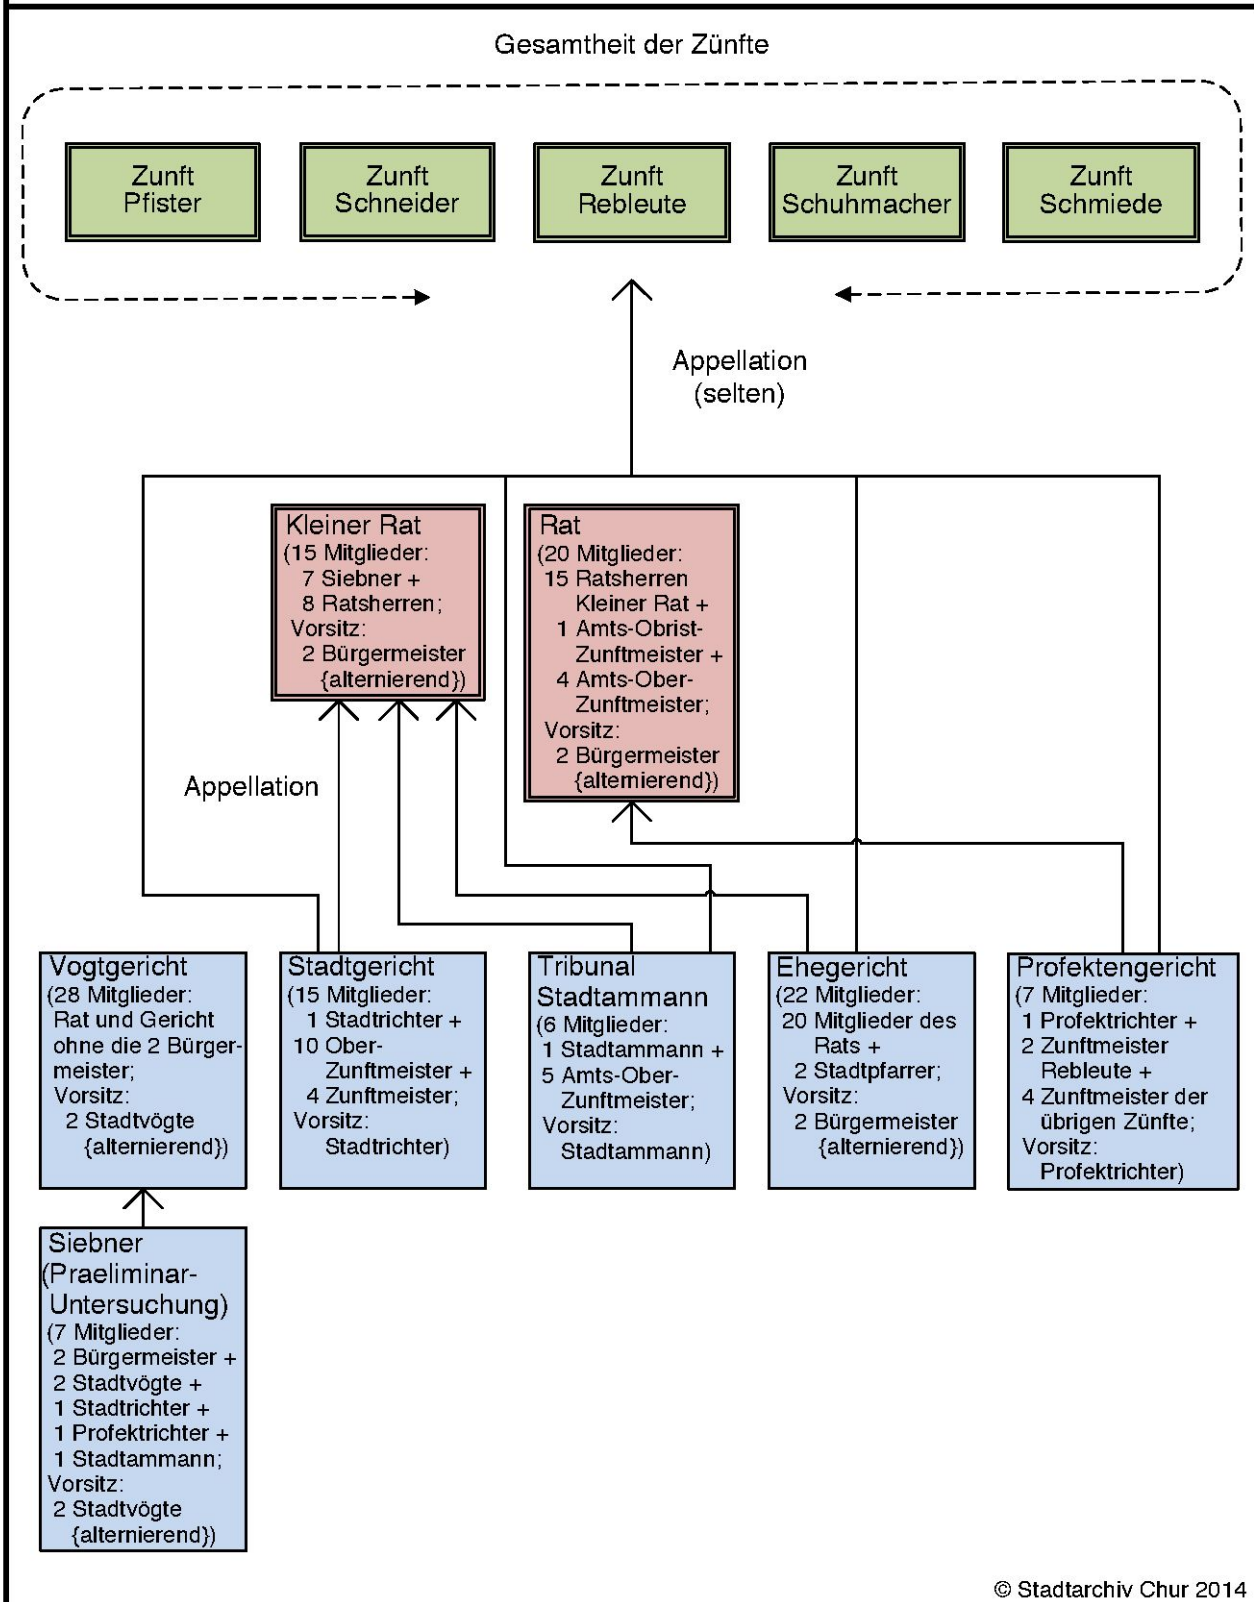 Gesamtheit der Zünfte
Zunft
Pfister
Zunft
Schneider
Zunft
Rebleute
Zunft
Schuhmacher
Zunft
Schmiede
Appellation
(selten)
Kleiner Rat
(15 Mitglieder:
7 Siebner +
8 Ratsherren;
Vorsitz:
2 Bürgermeister
{alternierend})
Rat
(20 Mitglieder:
15 Ratsherren
Kleiner Rat +
1 Amts-Obrist-
Zunftmeister +
4 Amts-Ober-
Zunftmeister;
Vorsitz:
2 Bürgermeister
{alternierend})
Appellation
Vogtgericht
(28 Mitglieder:
Rat und Gericht
ohne die 2 Bürger-
meister;
Vorsitz:
2 Stadtvögte
{alternierend})
Stadtgericht
(15 Mitglieder:
1 Stadtrichter +
10 Ober-
Zunftmeister +
4 Zunftmeister;
Vorsitz:
Stadtrichter)
Tribunal
Stadtammann
(6 Mitglieder:
1 Stadtammann +
5 Amts-Ober-
Zunftmeister;
Vorsitz:
Stadtammann)
Ehegericht
(22 Mitglieder:
20 Mitglieder des
Rats +
2 Stadtpfarrer;
Vorsitz:
2 Bürgermeister
{alternierend})
Profektengericht
(7 Mitglieder:
1 Profektrichter +
2 Zunftmeister
Rebleute +
4 Zunftmeister der
übrigen Zünfte;
Vorsitz:
Profektrichter)
Siebner
(Praeliminar-
Untersuchung)
(7 Mitglieder:
2 Bürgermeister +
2 Stadtvögte +
1 Stadtrichter +
1 Profektrichter +
1 Stadtammann;
Vorsitz:
2 Stadtvögte
{alternierend})
© Stadtarchiv Chur 2014